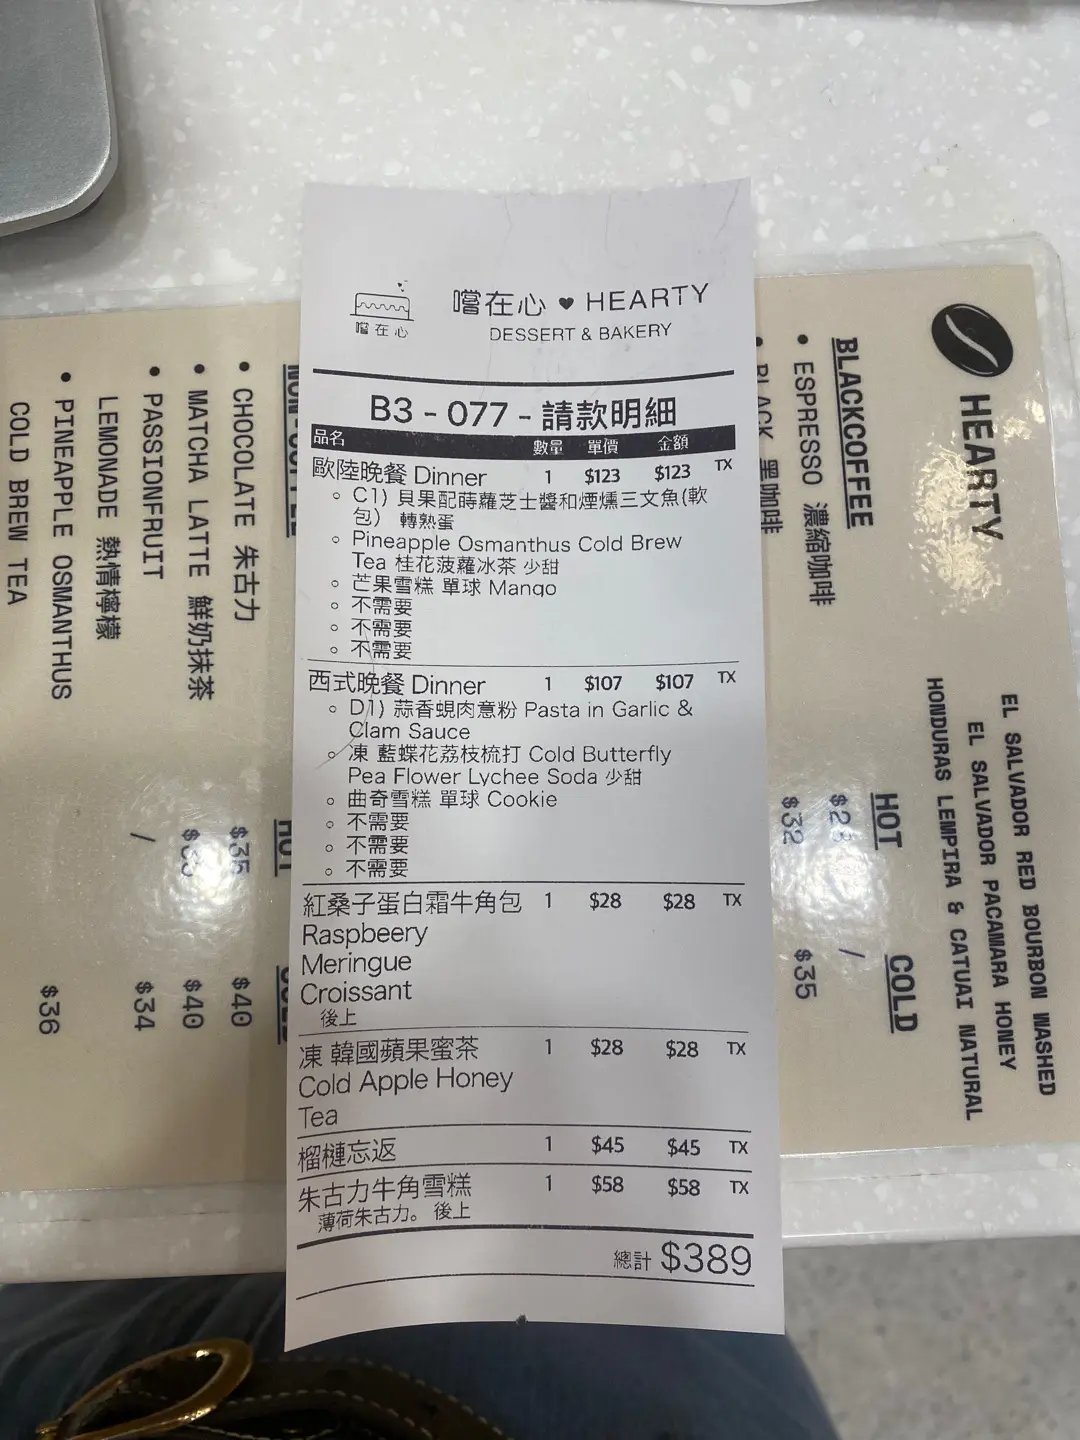 嚐在心
嚐在心 ♥ HEARTY
DESSERT & BAKERY
B3 - 077 - 請款明細
品名 數量 單價 金額
歐陸晚餐 Dinner 1 $123 $123 TX
◦ C1) 貝果配蒔蘿芝士醬和煙燻三文魚(軟
包) 轉熟蛋
◦ Pineapple Osmanthus Cold Brew
Tea 桂花菠蘿冰茶 少甜
◦ 芒果雪糕 單球 Mango
◦ 不需要
◦ 不需要
◦ 不需要
西式晚餐 Dinner 1 $107 $107 TX
◦ D1) 蒜香蜆肉意粉 Pasta in Garlic &
Clam Sauce
◦ 凍 藍蝶花荔枝梳打 Cold Butterfly
Pea Flower Lychee Soda 少甜
◦ 曲奇雪糕 單球 Cookie
◦ 不需要
◦ 不需要
◦ 不需要
紅桑子蛋白霜牛角包 1 $28 $28 TX
Raspbeery
Meringue
Croissant
後上
凍 韓國蘋果蜜茶 1 $28 $28 TX
Cold Apple Honey
Tea
榴槤忘返 1 $45 $45 TX
朱古力牛角雪糕 1 $58 $58 TX
薄荷朱古力。 後上
總計 $389
HEARTY
EL SALVADOR RED BOURBON WASHED
EL SALVADOR PACAMARA HONEY
HONDURAS LEMPIRA & CATUAI NATURAL
BLACKCOFFEE HOT COLD
• ESPRESSO 濃縮咖啡 /
• BLACK 黑咖啡 $32 $35
HOT
• CHOCOLATE 朱古力 $35 $40
• MATCHA LATTE 鮮奶抹茶 $40
• PASSIONFRUIT / $34
LEMONADE 熱情檸檬
• PINEAPPLE OSMANTHUS $36
COLD BREW TEA